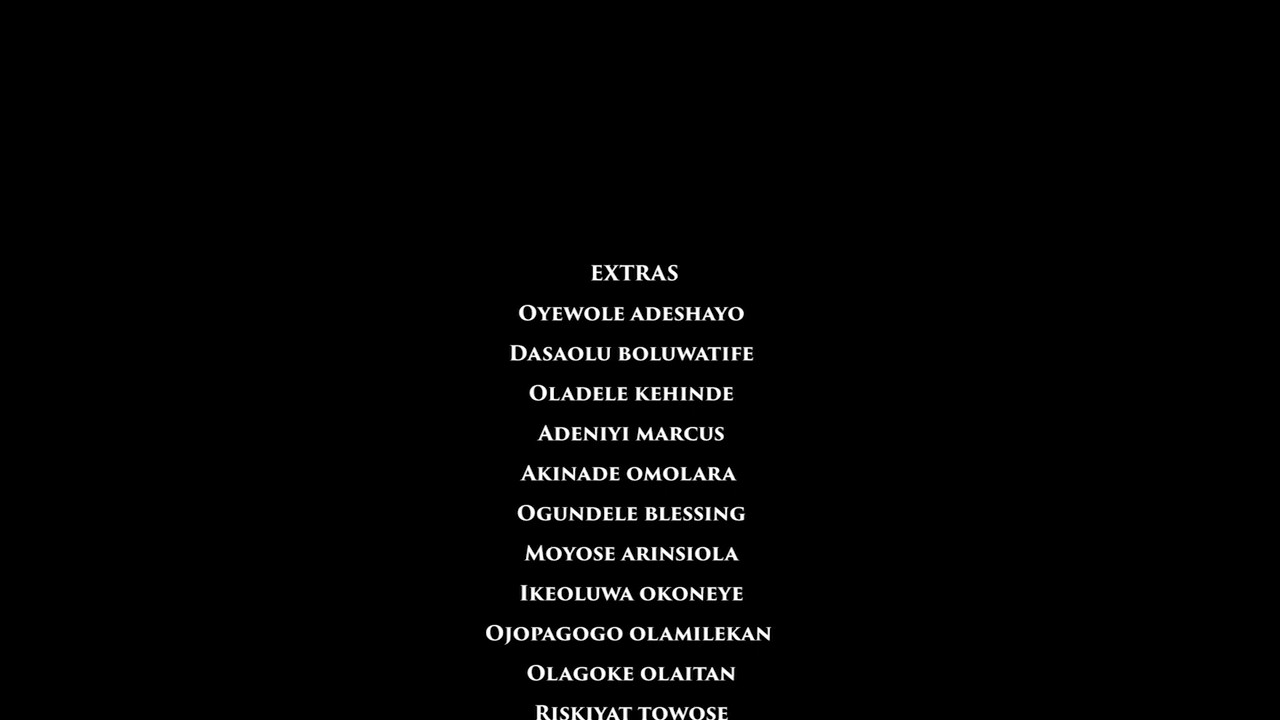 EXTRAS
Oyewole adeshayo
Dasaolu boluwatife
Oladele kehinde
Adeniyi marcus
Akinade omolara
Ogundele blessing
Moyose arinsiola
Ikeoluwa okoneye
Ojopagogo olamilekan
Olagoke olaitan
Riskiyat towose